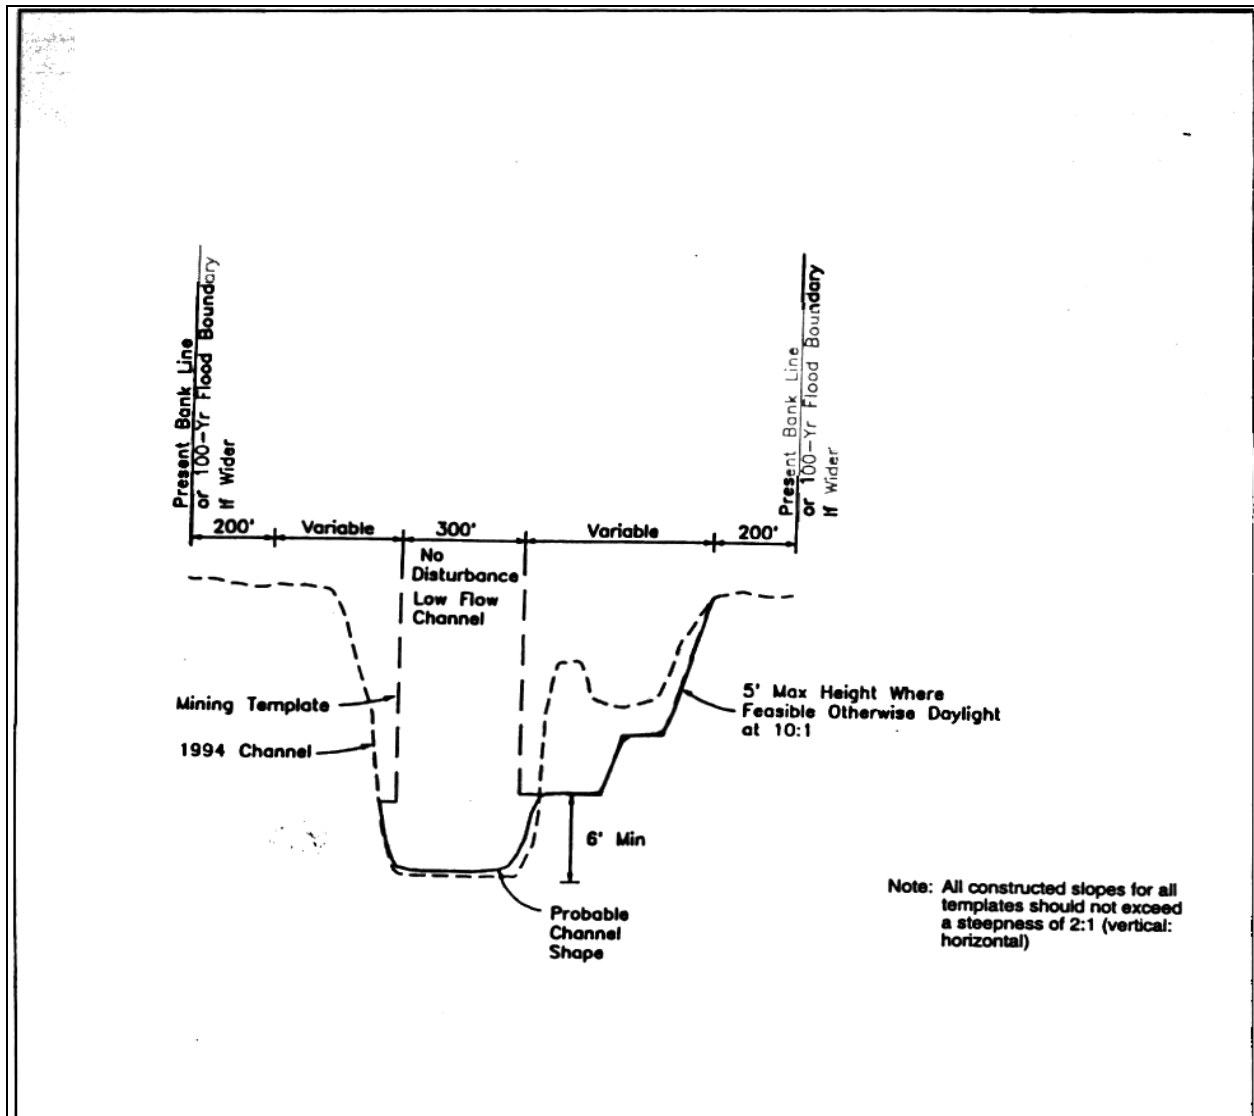 Present Bank Line
or 100-Yr Flood Boundary
If Wider
Present Bank Line
or 100-Yr Flood Boundary
If Wider
200'
Variable
300'
Variable
200'
No
Disturbance
Low Flow
Channel
Mining Template
1994 Channel
5' Max Height Where
Feasible Otherwise Daylight
at 10:1
6' Min
Probable
Channel
Shape
Note: All constructed slopes for all
templates should not exceed
a steepness of 2:1 (vertical:
horizontal)